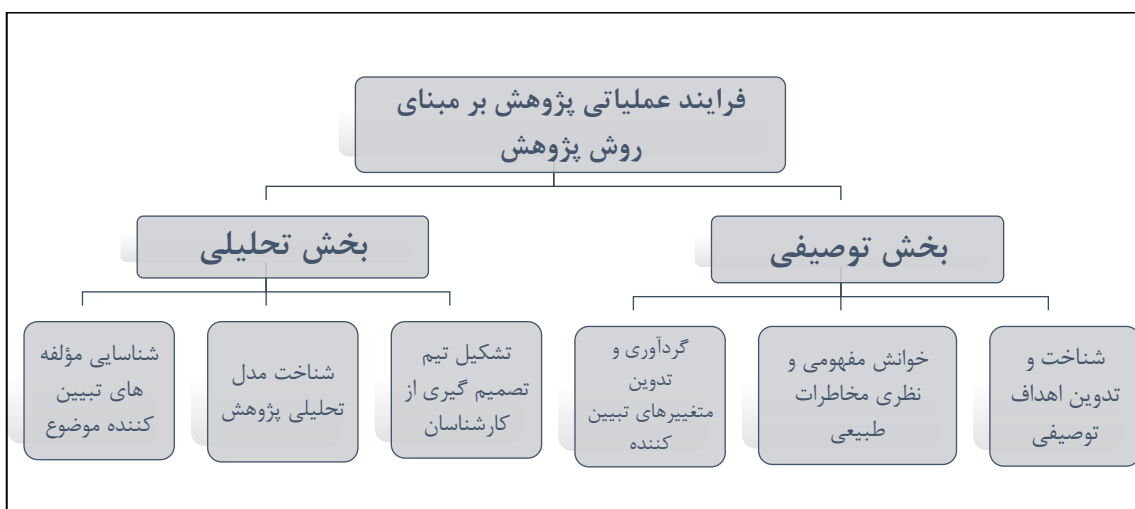 فرایند عملیاتی پژوهش بر مبنای
روش پژوهش
بخش توصیفی
بخش تحلیلی
شناخت و
تدوین اهداف
توصیفی
خوانش مفهومی و
نظری مخاطرات
طبیعی
گردآوری و
تدوین
متغییرهای تبیین
کننده
تشکیل تیم
تصمیم گیری از
کارشناسان
شناخت مدل
تحلیلی پژوهش
شناسایی مؤلفه
های تبیین
کننده موضوع